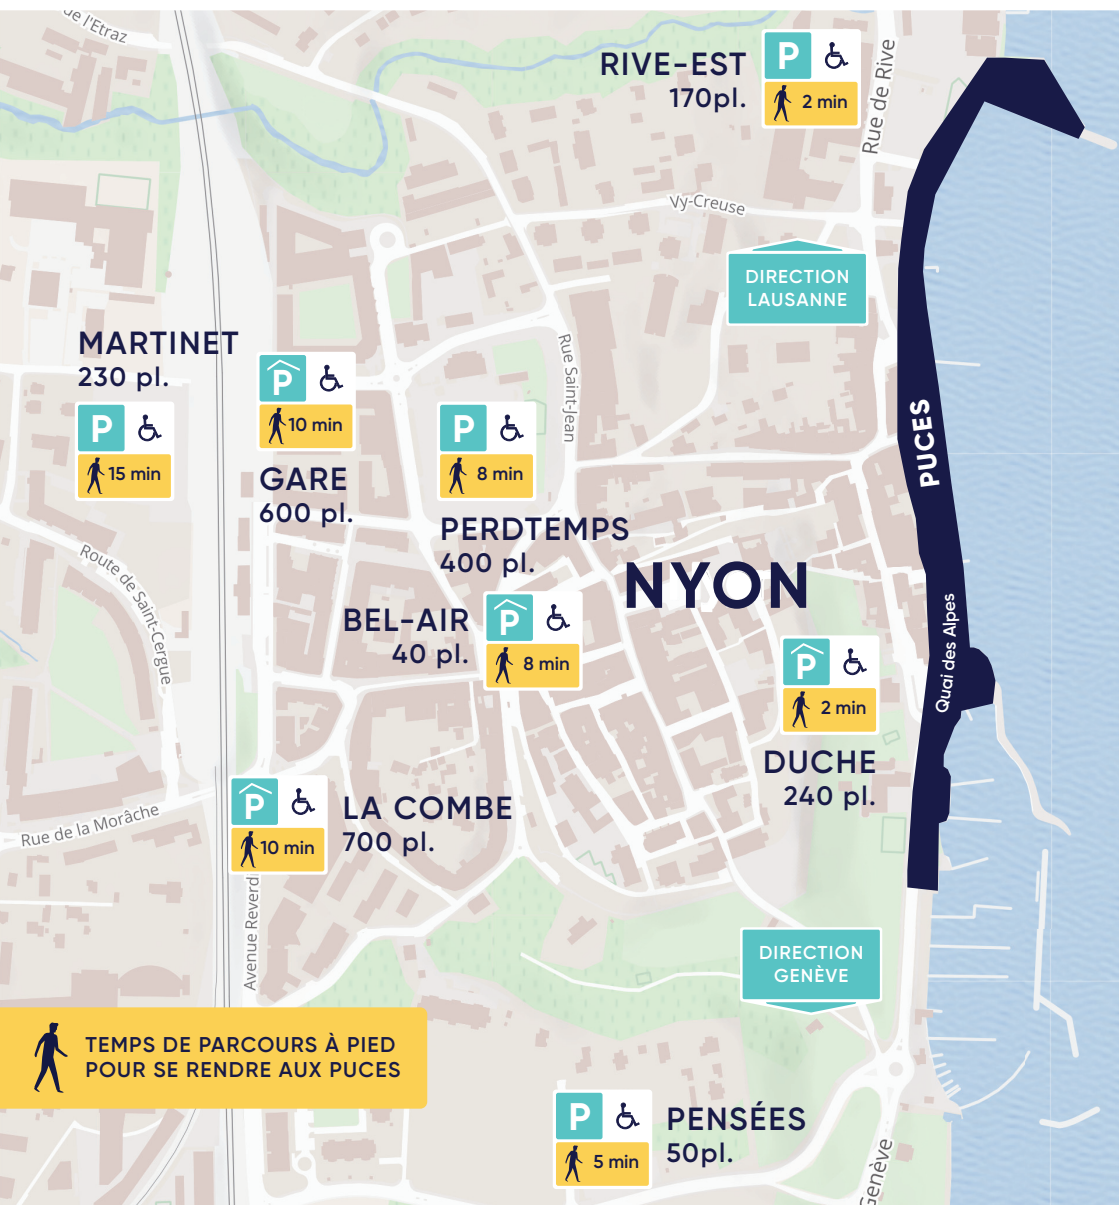 de l'Etraz
RIVE-EST
170pl.
P
2 min
Rue de Rive
Vy-Creuse
DIRECTION
LAUSANNE
MARTINET
230 pl.
P
15 min
P
10 min
GARE
600 pl.
Rue Saint-Jean
P
8 min
PERDTEMPS
400 pl.
PUCES
NYON
Route de Saint-Cergue
BEL-AIR
40 pl.
P
8 min
Quai des Alpes
P
2 min
DUCHE
240 pl.
P
10 min
LA COMBE
700 pl.
Rue de la Morâche
Avenue Reverdi
DIRECTION
GENÈVE
TEMPS DE PARCOURS À PIED
POUR SE RENDRE AUX PUCES
P
5 min
PENSÉES
50pl.
Genève